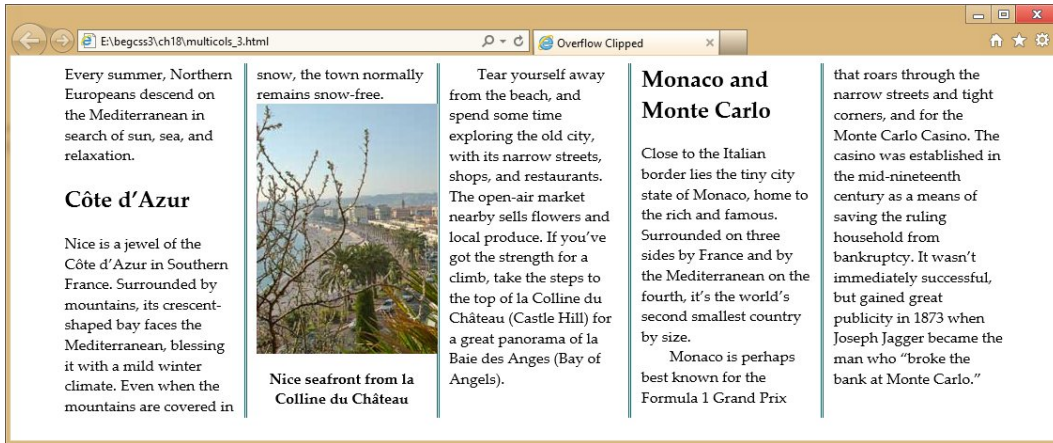 E:\begcss3\ch18\multicols_3.html
Overflow Clipped
Every summer, Northern
Europeans descend on
the Mediterranean in
search of sun, sea, and
relaxation.
Côte d’Azur
Nice is a jewel of the
Côte d’Azur in Southern
France. Surrounded by
mountains, its crescent-
shaped bay faces the
Mediterranean, blessing
it with a mild winter
climate. Even when the
mountains are covered in
snow, the town normally
remains snow-free.
Nice seafront from la
Colline du Château
Tear yourself away
from the beach, and
spend some time
exploring the old city,
with its narrow streets,
shops, and restaurants.
The open-air market
nearby sells flowers and
local produce. If you’ve
got the strength for a
climb, take the steps to
the top of la Colline du
Château (Castle Hill) for
a great panorama of la
Baie des Anges (Bay of
Angels).
Monaco and
Monte Carlo
Close to the Italian
border lies the tiny city
state of Monaco, home to
the rich and famous.
Surrounded on three
sides by France and by
the Mediterranean on the
fourth, it’s the world’s
second smallest country
by size.
Monaco is perhaps
best known for the
Formula 1 Grand Prix
that roars through the
narrow streets and tight
corners, and for the
Monte Carlo Casino. The
casino was established in
the mid-nineteenth
century as a means of
saving the ruling
household from
bankruptcy. It wasn’t
immediately successful,
but gained great
publicity in 1873 when
Joseph Jagger became the
man who “broke the
bank at Monte Carlo.”